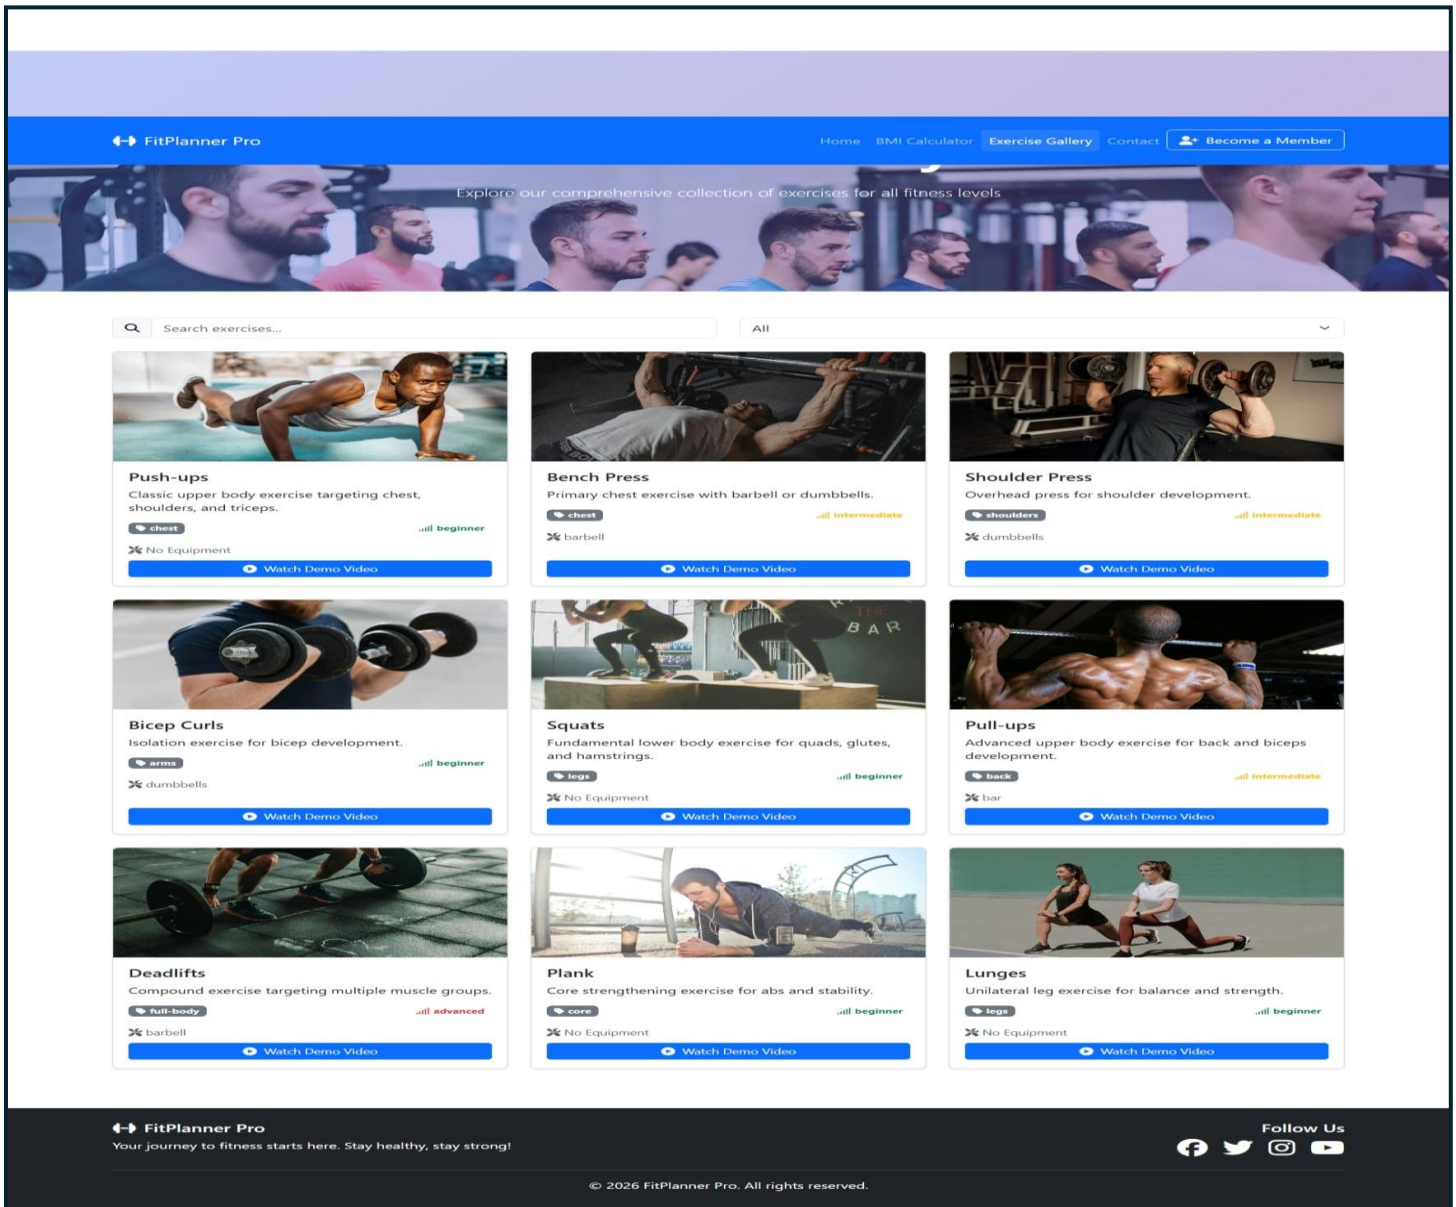 FitPlanner Pro
Home BMI Calculator Exercise Gallery Contact Become a Member
Explore our comprehensive collection of exercises for all fitness levels
Search exercises...
All
Push-ups
Classic upper body exercise targeting chest,
shoulders, and triceps.
chest beginner
No Equipment
Watch Demo Video
Bench Press
Primary chest exercise with barbell or dumbbells.
chest intermediate
barbell
Watch Demo Video
Shoulder Press
Overhead press for shoulder development.
shoulders intermediate
dumbbells
Watch Demo Video
Bicep Curls
Isolation exercise for bicep development.
arms beginner
dumbbells
Watch Demo Video
THE
BAR
Squats
Fundamental lower body exercise for quads, glutes,
and hamstrings.
legs beginner
No Equipment
Watch Demo Video
Pull-ups
Advanced upper body exercise for back and biceps
development.
back intermediate
bar
Watch Demo Video
Deadlifts
Compound exercise targeting multiple muscle groups.
full-body advanced
barbell
Watch Demo Video
Plank
Core strengthening exercise for abs and stability.
core beginner
No Equipment
Watch Demo Video
Lunges
Unilateral leg exercise for balance and strength.
legs beginner
No Equipment
Watch Demo Video
FitPlanner Pro
Your journey to fitness starts here. Stay healthy, stay strong!
Follow Us
© 2026 FitPlanner Pro. All rights reserved.